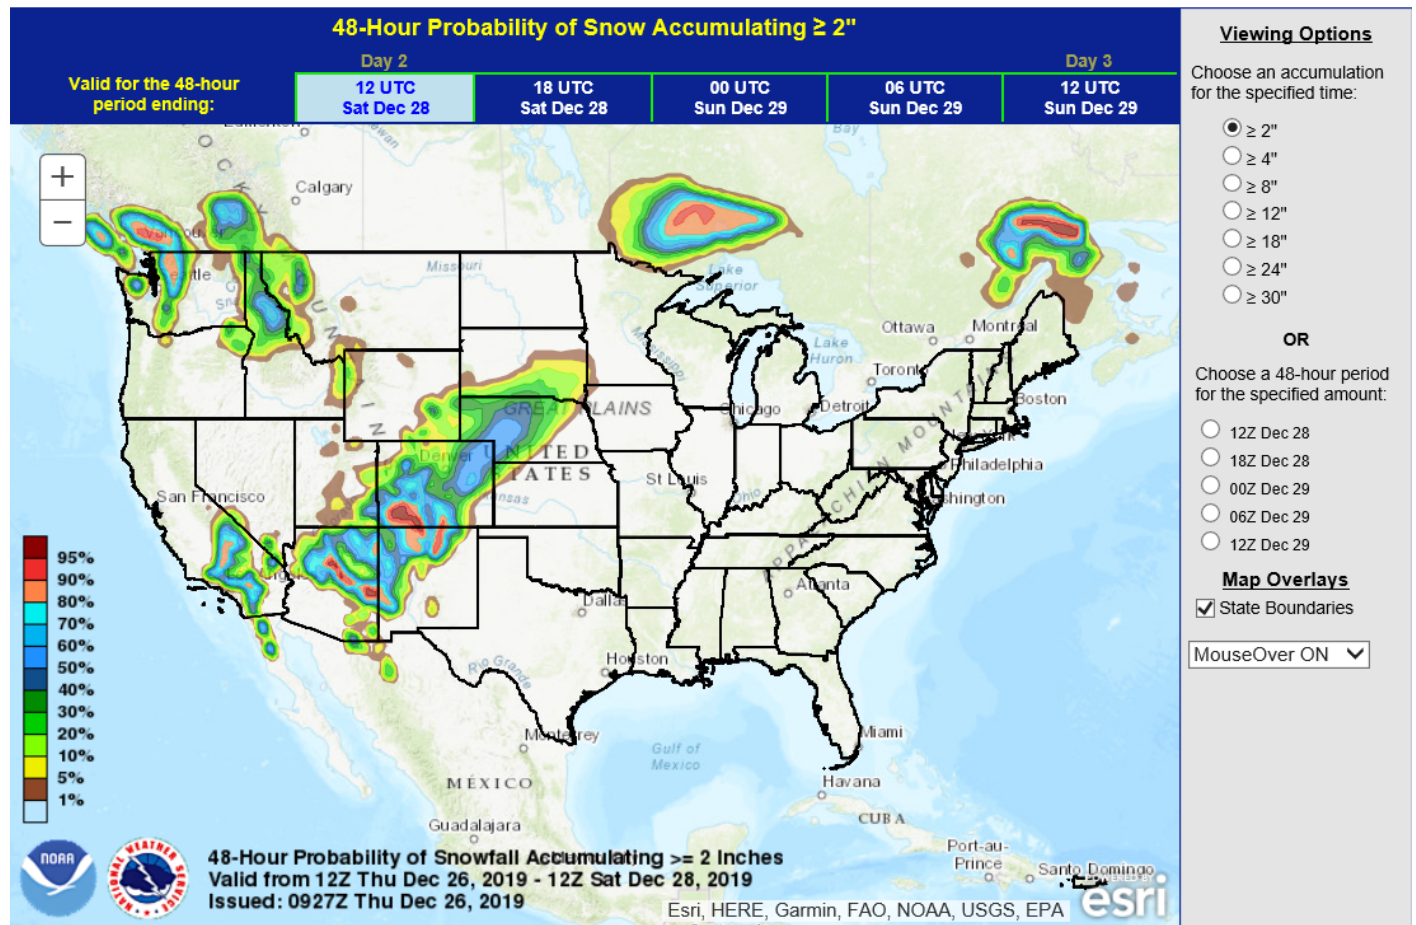 48-Hour Probability of Snow Accumulating ≥ 2"
Day 2
Day 3
Valid for the 48-hour
period ending:
12 UTC
Sat Dec 28
18 UTC
Sat Dec 28
00 UTC
Sun Dec 29
06 UTC
Sun Dec 29
12 UTC
Sun Dec 29
Viewing Options
Choose an accumulation
for the specified time:
≥ 2"
≥ 4"
≥ 8"
≥ 12"
≥ 18"
≥ 24"
≥ 30"
OR
Choose a 48-hour period
for the specified amount:
12Z Dec 28
18Z Dec 28
00Z Dec 29
06Z Dec 29
12Z Dec 29
Map Overlays
State Boundaries
MouseOver ON
+
−
Bay
Calgary
Missouri
Lake
Superior
Mississippi
Ottawa
Montréal
Lake
Huron
Toronto
Boston
GREAT PLAINS
Chicago
Detroit
Denver
UNITED
STATES
Philadelphia
St Louis
Ohio
San Francisco
APPALACHIAN MOUNTAINS
Atlanta
Dallas
Houston
Rio Grande
Monterrey
Miami
Gulf of
Mexico
MÉXICO
Havana
CUBA
Guadalajara
Port-au-
Prince
Santo Domingo
95%
90%
80%
70%
60%
50%
40%
30%
20%
10%
5%
1%
NOAA
NATIONAL WEATHER SERVICE
48-Hour Probability of Snowfall Accumulating >= 2 Inches
Valid from 12Z Thu Dec 26, 2019 - 12Z Sat Dec 28, 2019
Issued: 0927Z Thu Dec 26, 2019
Esri, HERE, Garmin, FAO, NOAA, USGS, EPA
esri